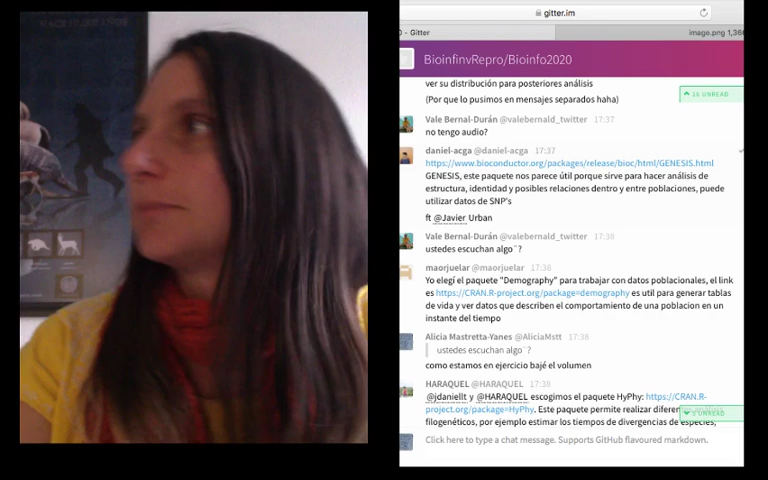 gitter.im
0 - Gitter
image.png 1,36
BioinfinvRepro/Bioinfo2020
ver su distribución para posteriores análisis
(Por que lo pusimos en mensajes separados haha)
16 UNREAD
Vale Bernal-Durán @valebernald_twitter 17:37
no tengo audio?
daniel-acga @daniel-acga 17:37
https://www.bioconductor.org/packages/release/bioc/html/GENESIS.html
GENESIS, este paquete nos parece útil porque sirve para hacer análisis de
estructura, identidad y posibles relaciones dentro y entre poblaciones, puede
utilizar datos de SNP's
ft @Javier Urban
Vale Bernal-Durán @valebernald_twitter 17:38
ustedes escuchan algo¨?
maorjuelar @maorjuelar 17:38
Yo elegí el paquete "Demography" para trabajar con datos poblacionales, el link
es https://CRAN.R-project.org/package=demography es util para generar tablas
de vida y ver datos que describen el comportamiento de una poblacion en un
instante del tiempo
Alicia Mastretta-Yanes @AliciaMstt 17:38
ustedes escuchan algo¨?
como estamos en ejercicio bajé el volumen
HARAQUEL @HARAQUEL 17:38
@jdaniellt y @HARAQUEL escogimos el paquete HyPhy: https://CRAN.R-
project.org/package=HyPhy. Este paquete permite realizar diferen
5 UNREAD
filogenéticos, por ejemplo estimar los tiempos de divergencias de especies,
Click here to type a chat message. Supports GitHub flavoured markdown.